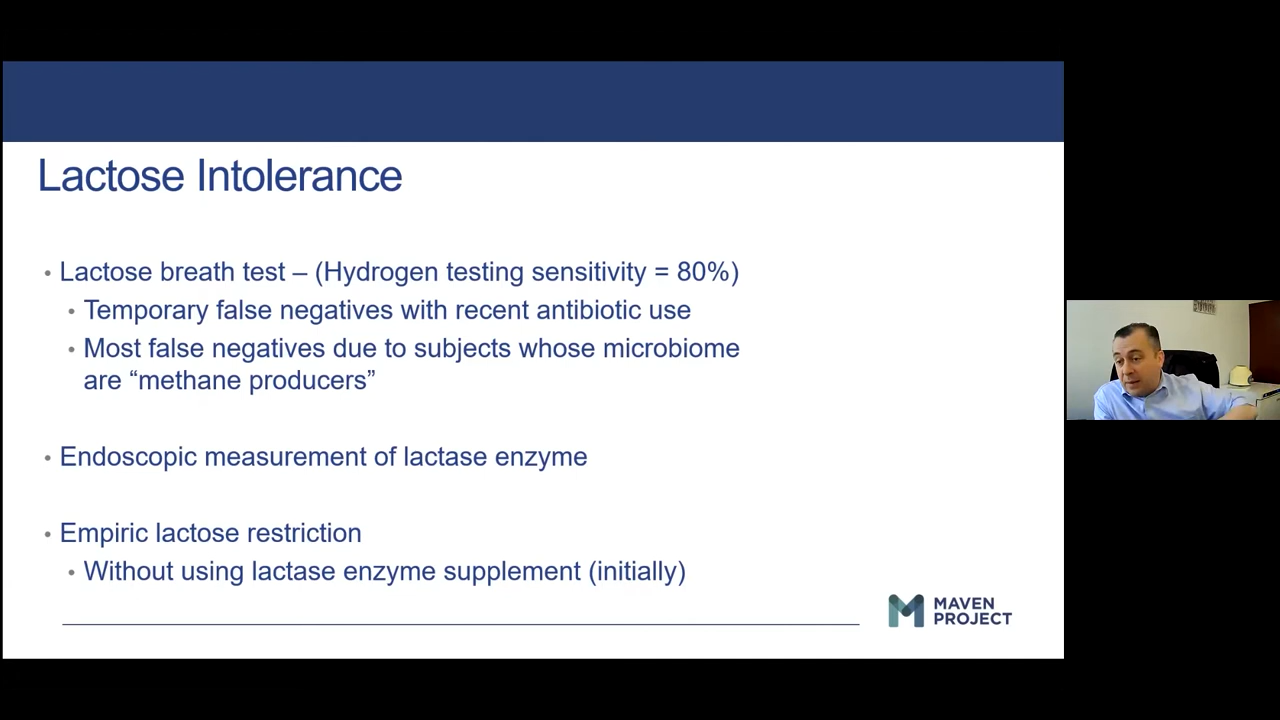 Lactose Intolerance
• Lactose breath test – (Hydrogen testing sensitivity = 80%)
• Temporary false negatives with recent antibiotic use
• Most false negatives due to subjects whose microbiome
are “methane producers”
• Endoscopic measurement of lactase enzyme
• Empiric lactose restriction
• Without using lactase enzyme supplement (initially)
MAVEN
PROJECT